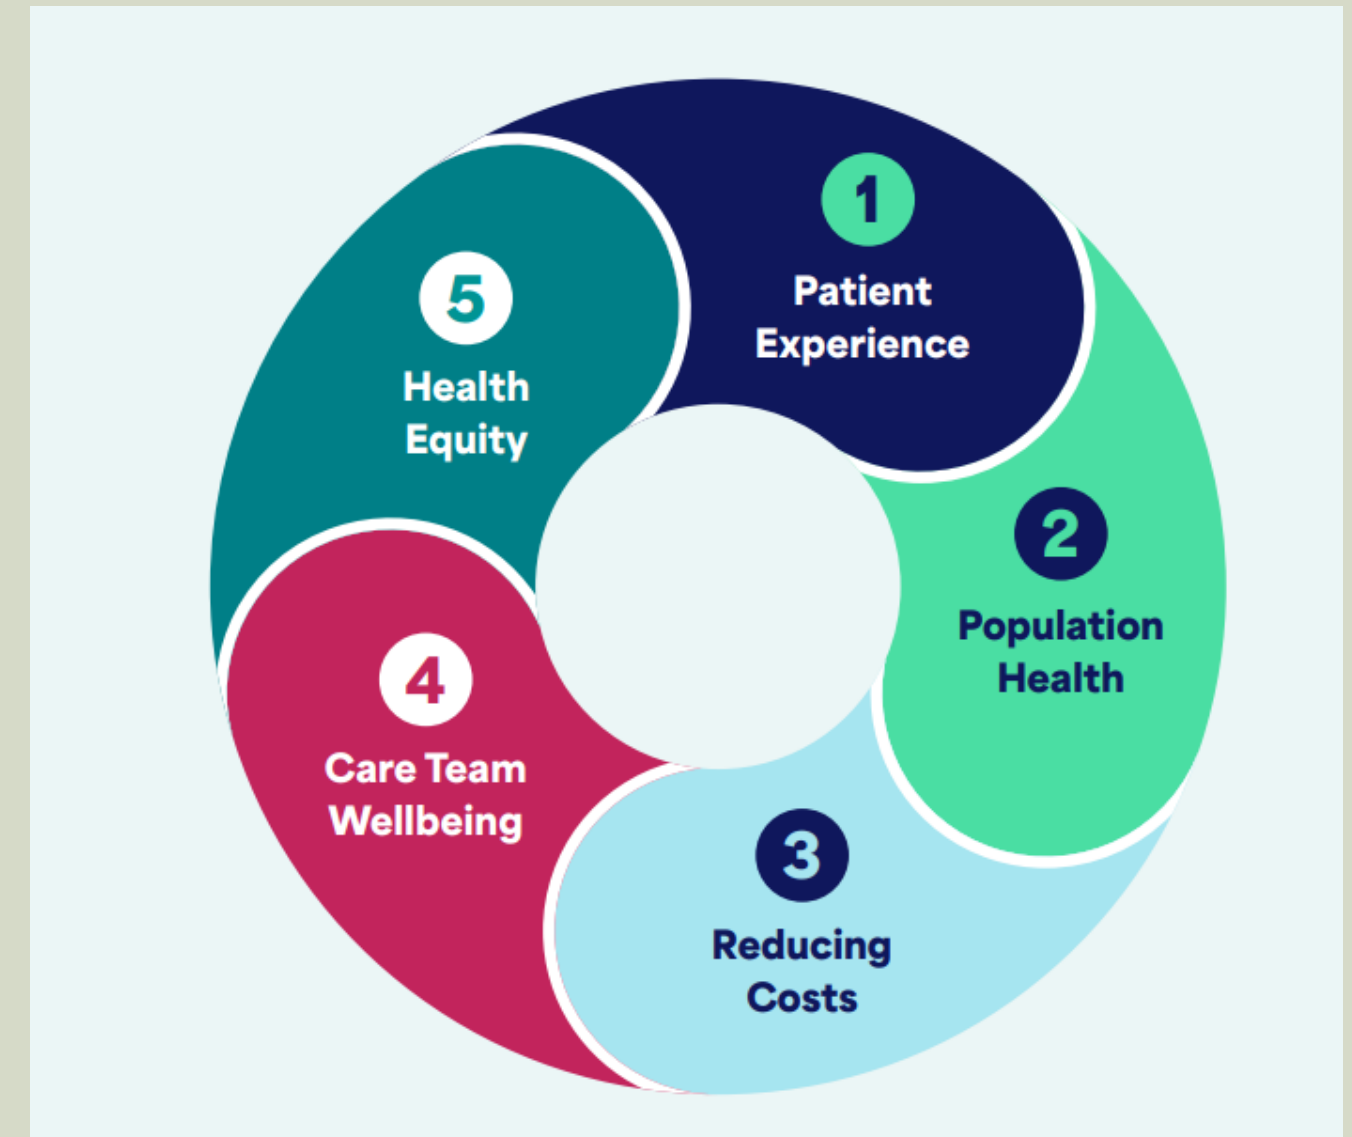 1
Patient
Experience
2
Population
Health
3
Reducing
Costs
4
Care Team
Wellbeing
5
Health
Equity